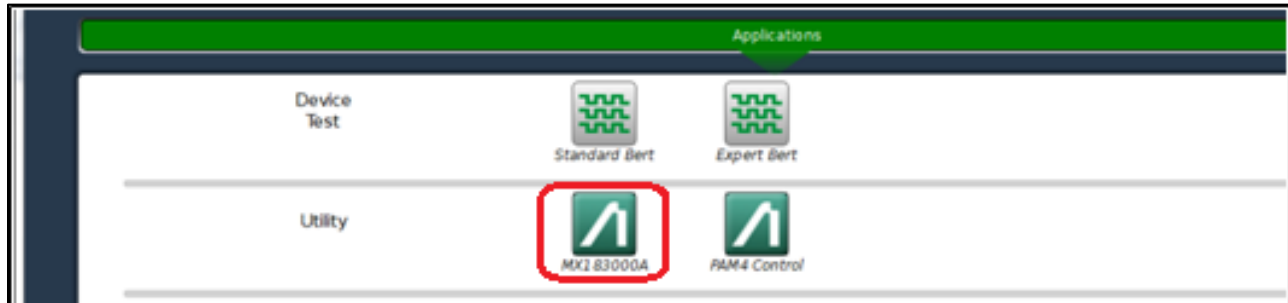 Applications
Device
Test
Standard Bert
Expert Bert
Utility
MX183000A
PAM4 Control